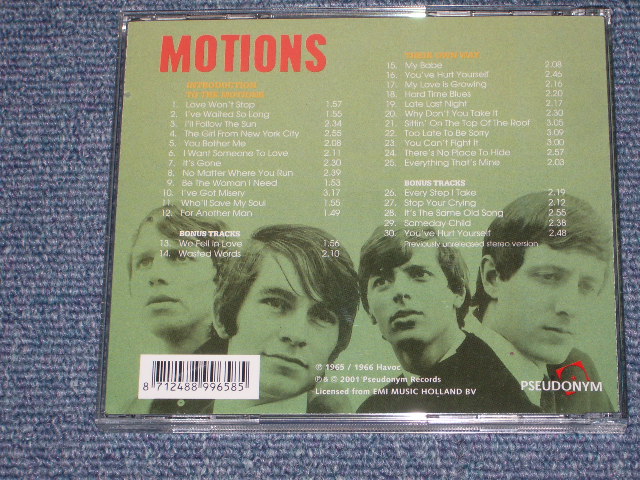 MOTIONS
INTRODUCTION
TO THE MOTIONS
1. Love Won't Stop 1.57
2. I've Waited So Long 1.55
3. I'll Follow The Sun 2.34
4. The Girl From New York City 2.55
5. You Bother Me 2.08
6. I Want Someone To Love 2.11
7. It's Gone 2.30
8. No Matter Where You Run 2.39
9. Be the Woman I Need 1.53
10. I've Got Misery 3.17
11. Who'll Save My Soul 1.55
12. For Another Man 1.49
BONUS TRACKS
13. We Fell in Love 1.56
14. Wasted Words 2.10
THEIR OWN WAY
15. My Babe 2.08
16. You've Hurt Yourself 2.46
17. My Love Is Growing 2.16
18. Hard Time Blues 2.20
19. Late Last Night 2.17
20. Why Don't You Take It 2.30
21. Sittin' On The Top Of The Roof 3.05
22. Too Late To Be Sorry 3.09
23. You Can't Fight It 3.00
24. There's No Place To Hide 2.57
25. Everything That's Mine 2.03
BONUS TRACKS
26. Every Step I Take 2.19
27. Stop Your Crying 2.12
28. It's The Same Old Song 2.55
29. Someday Child 2.38
30. You've Hurt Yourself 2.48
Previously unreleased stereo version
8 712488 996585
℗ 1965 / 1966 Havoc
℗ & © 2001 Pseudonym Records
Licensed from EMI MUSIC HOLLAND BV
PSEUDONYM